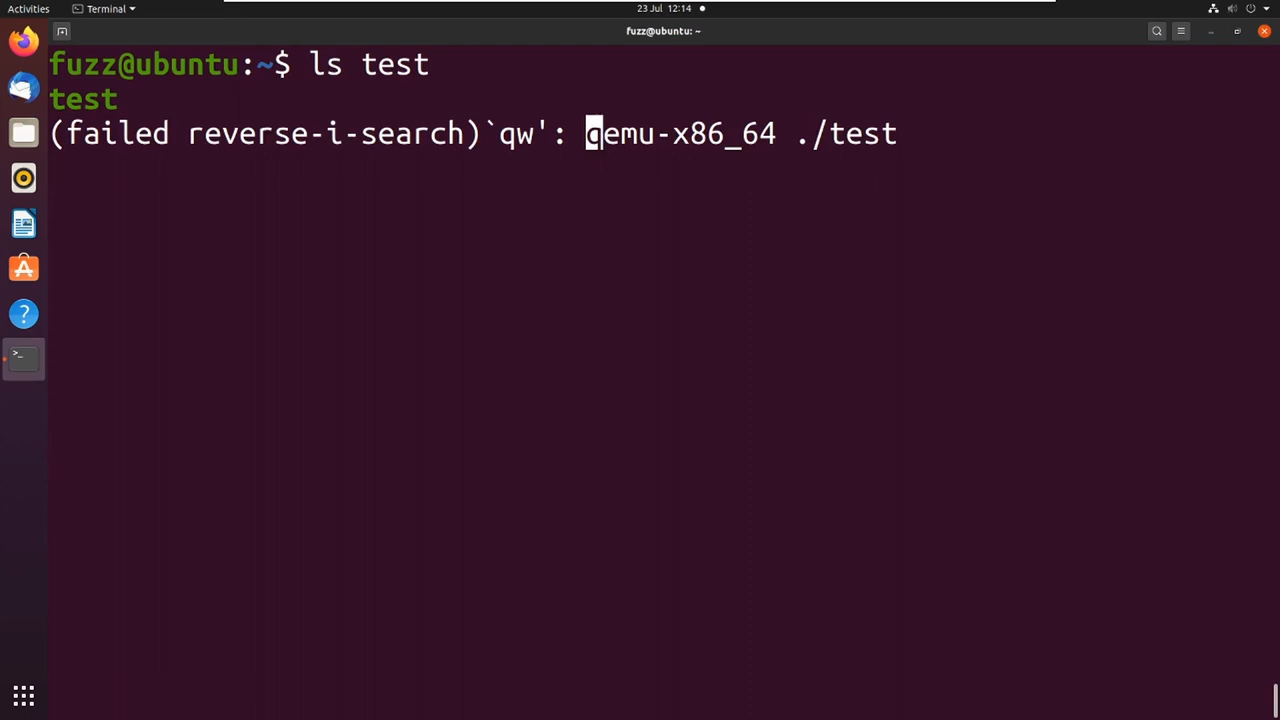 Activities
Terminal
23 Jul 12:14
fuzz@ubuntu: ~
fuzz@ubuntu:~$ ls test
test
(failed reverse-i-search)`qw': qemu-x86_64 ./test